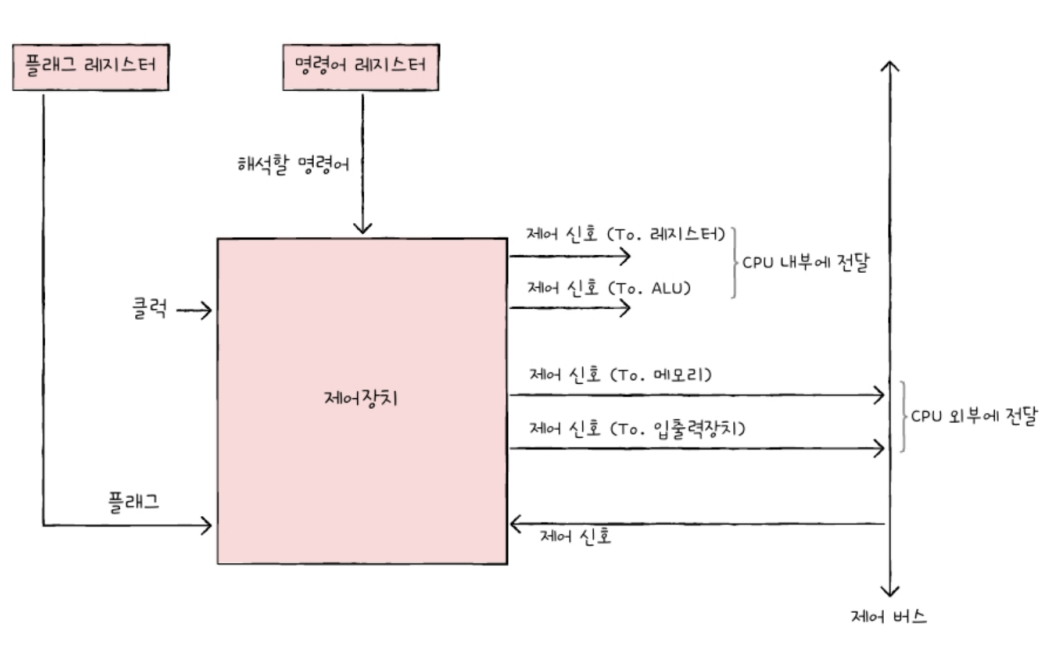 플래그 레지스터
명령어 레지스터
해석할 명령어
제어 신호 (To. 레지스터)
CPU 내부에 전달
제어 신호 (To. ALU)
클럭
제어 신호 (To. 메모리)
제어장치
CPU 외부에 전달
제어 신호 (To. 입출력장치)
플래그
제어 신호
제어 버스